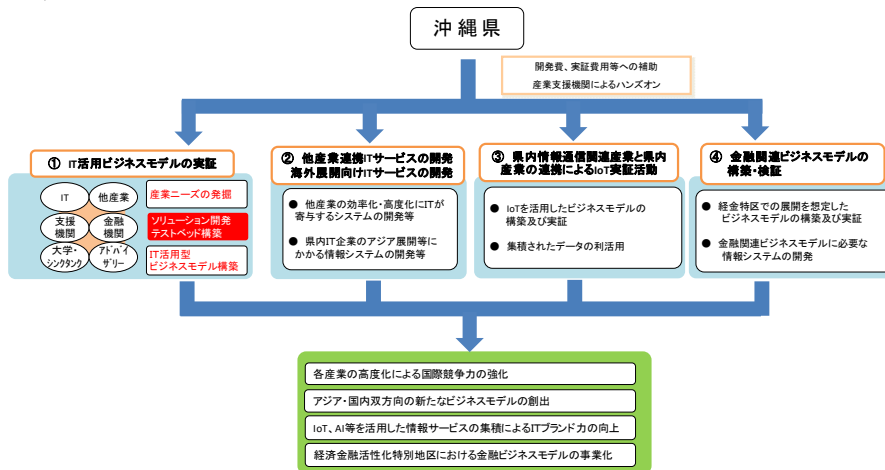 沖縄県
開発費、実証費用等への補助
産業支援機関によるハンズオン
① IT活用ビジネスモデルの実証
IT
他産業
支援
機関
金融
機関
大学・
シンクタンク
アドバイ
ザリー
産業ニーズの発掘
ソリューション開発
テストベッド構築
IT活用型
ビジネスモデル構築
② 他産業連携ITサービスの開発
海外展開向けITサービスの開発
● 他産業の効率化・高度化にITが
寄与するシステムの開発等
● 県内IT企業のアジア展開等に
かかる情報システムの開発等
③ 県内情報通信関連産業と県内
産業の連携によるIoT実証活動
● IoTを活用したビジネスモデルの
構築及び実証
● 集積されたデータの利活用
④ 金融関連ビジネスモデルの
構築・検証
● 経金特区での展開を想定した
ビジネスモデルの構築及び実証
● 金融関連ビジネスモデルに必要な
情報システムの開発
各産業の高度化による国際競争力の強化
アジア・国内双方向の新たなビジネスモデルの創出
IoT、AI等を活用した情報サービスの集積によるITブランド力の向上
経済金融活性化特別地区における金融ビジネスモデルの事業化